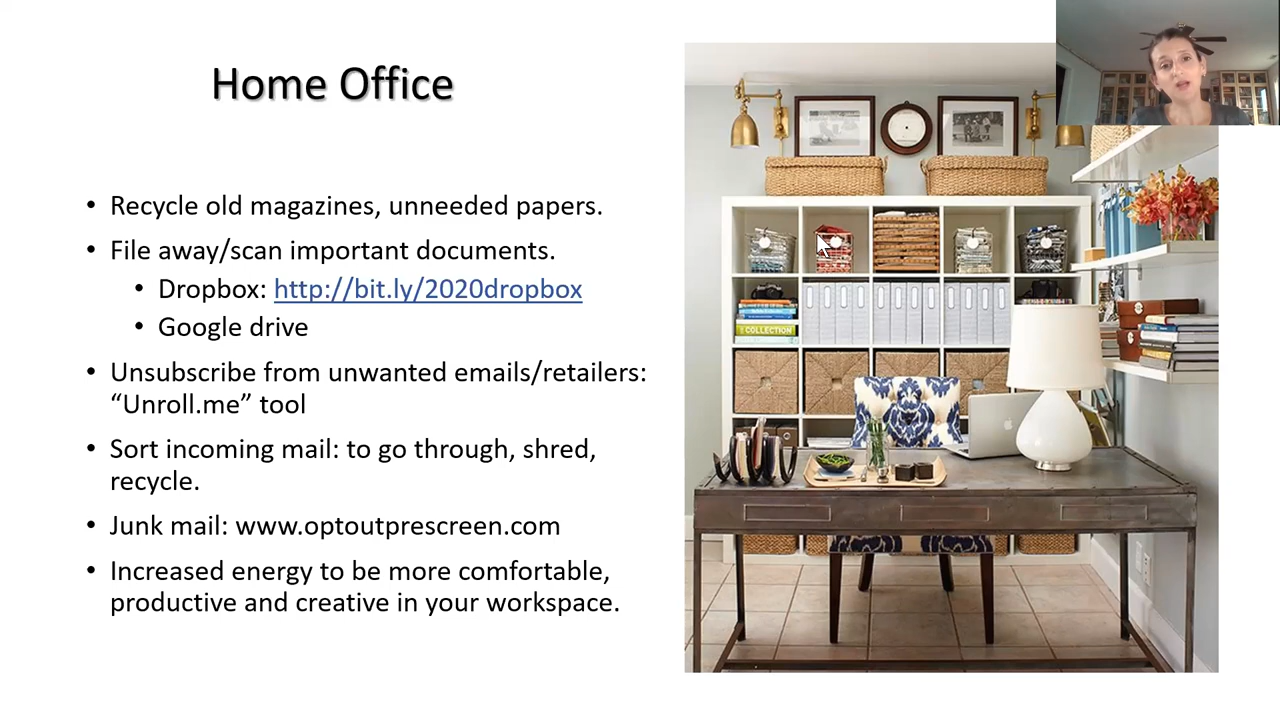 Home Office
• Recycle old magazines, unneeded papers.
• File away/scan important documents.
• Dropbox: http://bit.ly/2020dropbox
• Google drive
• Unsubscribe from unwanted emails/retailers:
“Unroll.me” tool
• Sort incoming mail: to go through, shred,
recycle.
• Junk mail: www.optoutprescreen.com
• Increased energy to be more comfortable,
productive and creative in your workspace.
COLLECTION